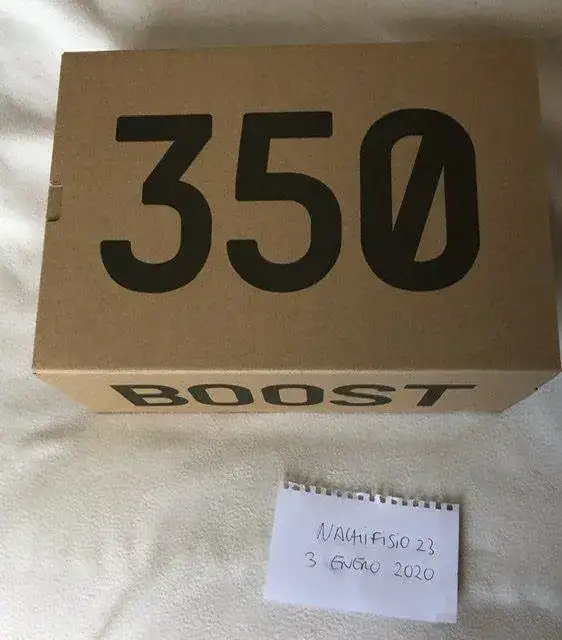 350
BOOST
NACHIFISIO 23
3 ENERO 2020